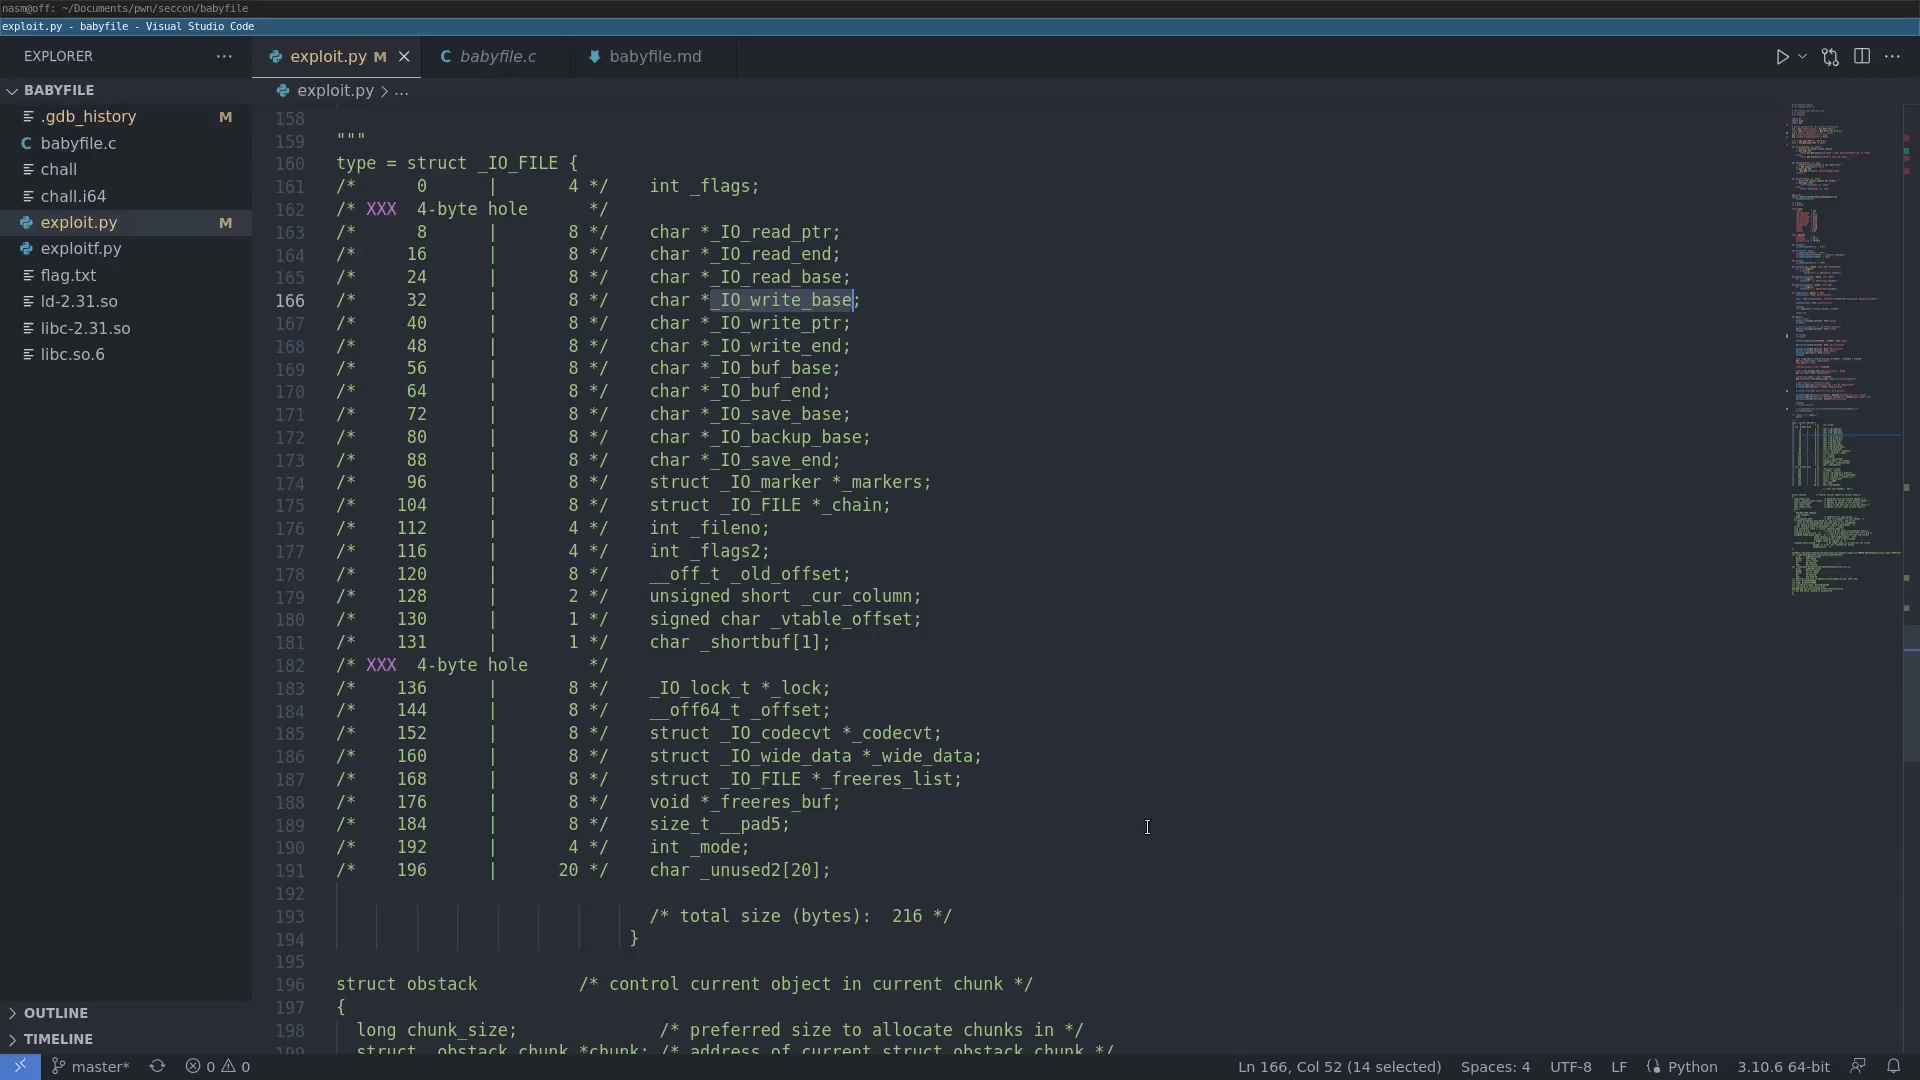 nasm@off: ~/Documents/pwn/seccon/babyfile
exploit.py - babyfile - Visual Studio Code
EXPLORER ...
exploit.py M
babyfile.c
babyfile.md
BABYFILE
.gdb_history M
babyfile.c
chall
chall.i64
exploit.py M
exploitf.py
flag.txt
ld-2.31.so
libc-2.31.so
libc.so.6
OUTLINE
TIMELINE
exploit.py > ...
158
159 """
160 type = struct _IO_FILE {
161 /*      0      |       4 */    int _flags;
162 /* XXX  4-byte hole      */
163 /*      8      |       8 */    char *_IO_read_ptr;
164 /*     16      |       8 */    char *_IO_read_end;
165 /*     24      |       8 */    char *_IO_read_base;
166 /*     32      |       8 */    char *_IO_write_base;
167 /*     40      |       8 */    char *_IO_write_ptr;
168 /*     48      |       8 */    char *_IO_write_end;
169 /*     56      |       8 */    char *_IO_buf_base;
170 /*     64      |       8 */    char *_IO_buf_end;
171 /*     72      |       8 */    char *_IO_save_base;
172 /*     80      |       8 */    char *_IO_backup_base;
173 /*     88      |       8 */    char *_IO_save_end;
174 /*     96      |       8 */    struct _IO_marker *_markers;
175 /*    104      |       8 */    struct _IO_FILE *_chain;
176 /*    112      |       4 */    int _fileno;
177 /*    116      |       4 */    int _flags2;
178 /*    120      |       8 */    __off_t _old_offset;
179 /*    128      |       2 */    unsigned short _cur_column;
180 /*    130      |       1 */    signed char _vtable_offset;
181 /*    131      |       1 */    char _shortbuf[1];
182 /* XXX  4-byte hole      */
183 /*    136      |       8 */    _IO_lock_t *_lock;
184 /*    144      |       8 */    __off64_t _offset;
185 /*    152      |       8 */    struct _IO_codecvt *_codecvt;
186 /*    160      |       8 */    struct _IO_wide_data *_wide_data;
187 /*    168      |       8 */    struct _IO_FILE *_freeres_list;
188 /*    176      |       8 */    void *_freeres_buf;
189 /*    184      |       8 */    size_t __pad5;
190 /*    192      |       4 */    int _mode;
191 /*    196      |      20 */    char _unused2[20];
192
193 /* total size (bytes):  216 */
194 }
195
196 struct obstack          /* control current object in current chunk */
197 {
198   long chunk_size;              /* preferred size to allocate chunks in */
199   struct _obstack_chunk *chunk; /* address of current struct obstack_chunk */
master* 0 0
Ln 166, Col 52 (14 selected) Spaces: 4 UTF-8 LF Python 3.10.6 64-bit